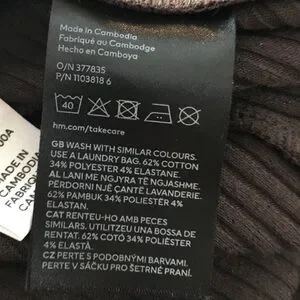 Made in Cambodia
Fabriqué au Cambodge
Hecho en Camboya
O/N 377835
P/N 1103818 6
40
hm.com/takecare
GB WASH WITH SIMILAR COLOURS.
USE A LAUNDRY BAG. 62% COTTON
34% POLYESTER 4% ELASTANE.
AL LANI ME NGJYRA TË NGJASHME.
PËRDORNI NJË ÇANTË LAVANDERIE.
62% PAMBUK 34% POLIESTER 4%
ELASTAN.
CAT RENTEU-HO AMB PECES
SIMILARS. UTILITZEU UNA BOSSA DE
RENTAT. 62% COTÓ 34% POLIÈSTER
4% ELASTÀ.
CZ PERTE S PODOBNÝMI BARVAMI.
PERTE V SÁČKU PRO ŠETRNÉ PRANÍ.
MADE IN
CAMBODIA